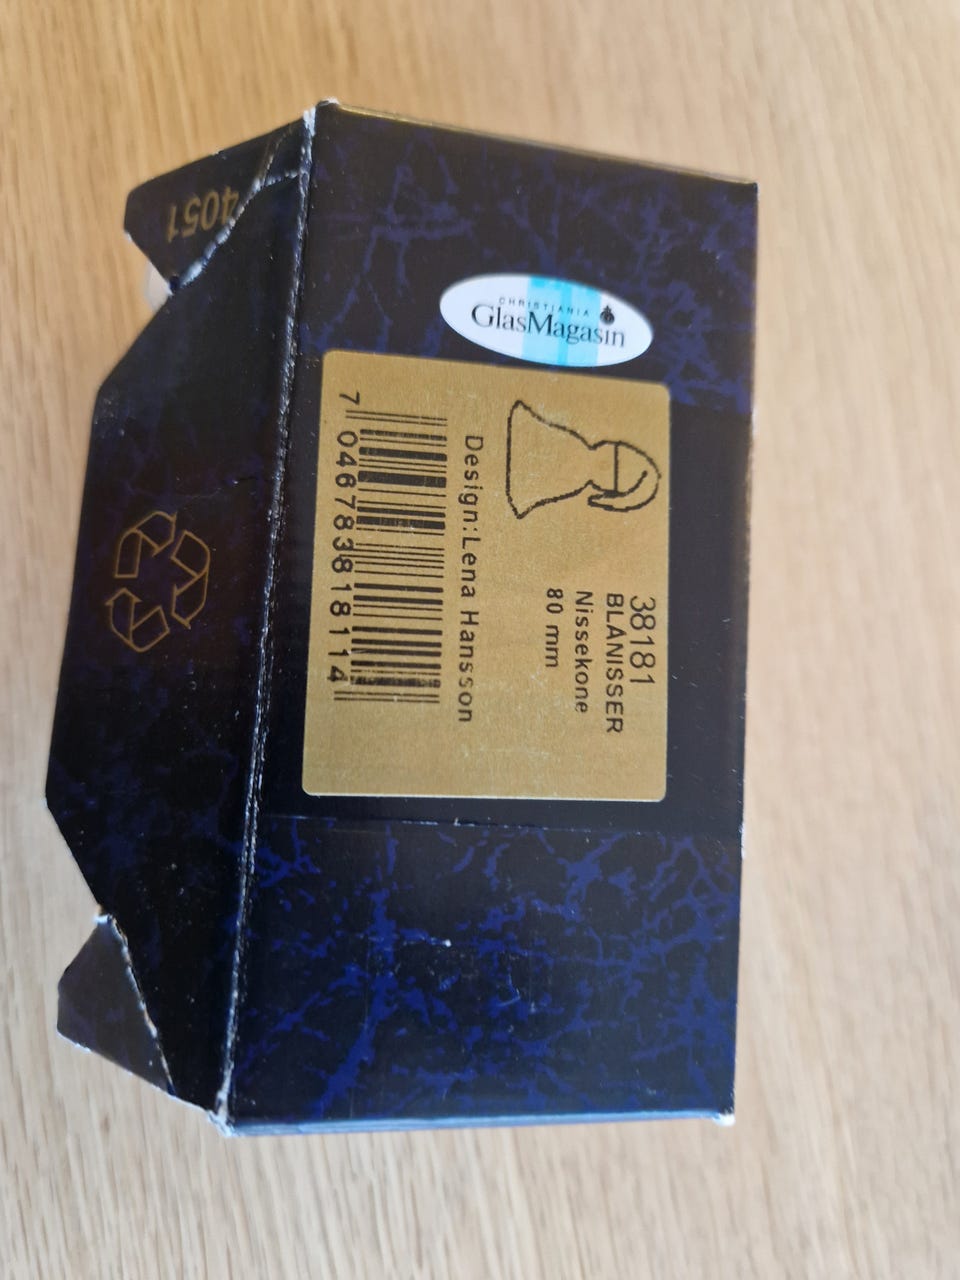 CHRISTIANIA
GlasMagasin
38181
BLÅNISSER
Nissekone
80 mm
Design:Lena Hansson
7 046783 818114
4051